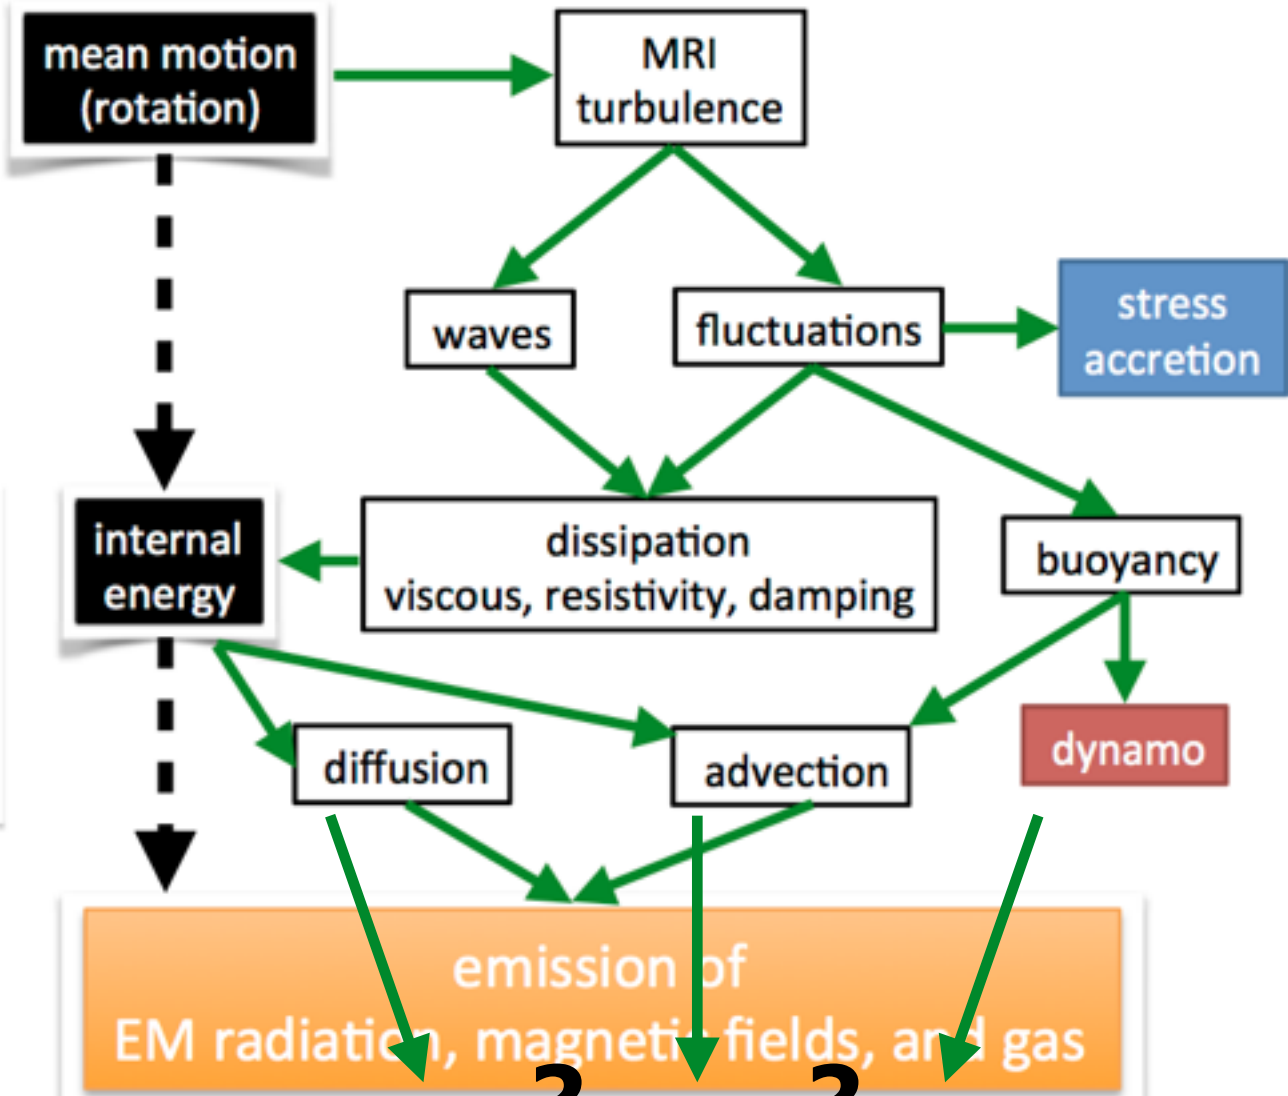 mean motion
(rotation)
MRI
turbulence
waves
fluctuations
stress
accretion
internal
energy
dissipation
viscous, resistivity, damping
buoyancy
diffusion
advection
dynamo
emission of
EM radiation, magnetic fields, and gas
? ?